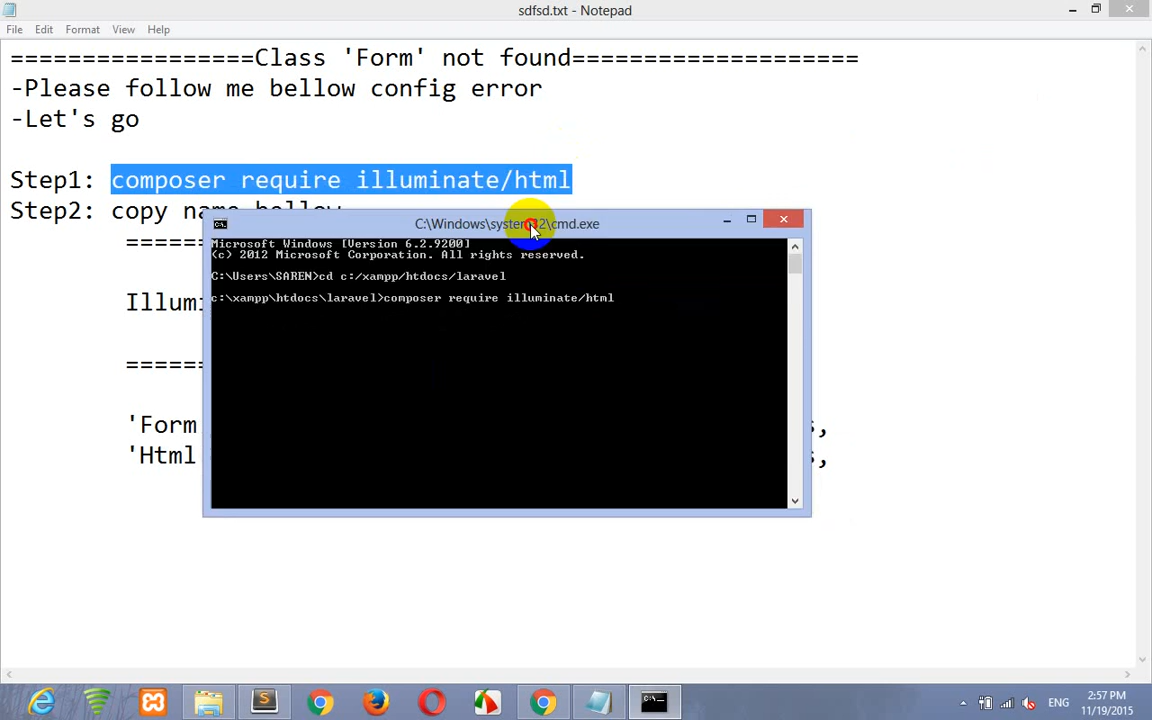 sdfsd.txt - Notepad
File Edit Format View Help
================Class 'Form' not found====================
-Please follow me bellow config error
-Let's go
Step1: composer require illuminate/html
Step2: copy name bellow
C:\Windows\system32\cmd.exe
Microsoft Windows [Version 6.2.9200]
(c) 2012 Microsoft Corporation. All rights reserved.
C:\Users\SAREN>cd c:/xampp/htdocs/laravel
c:\xampp\htdocs\laravel>composer require illuminate/html
'Form
'Html
ENG
2:57 PM
11/19/2015